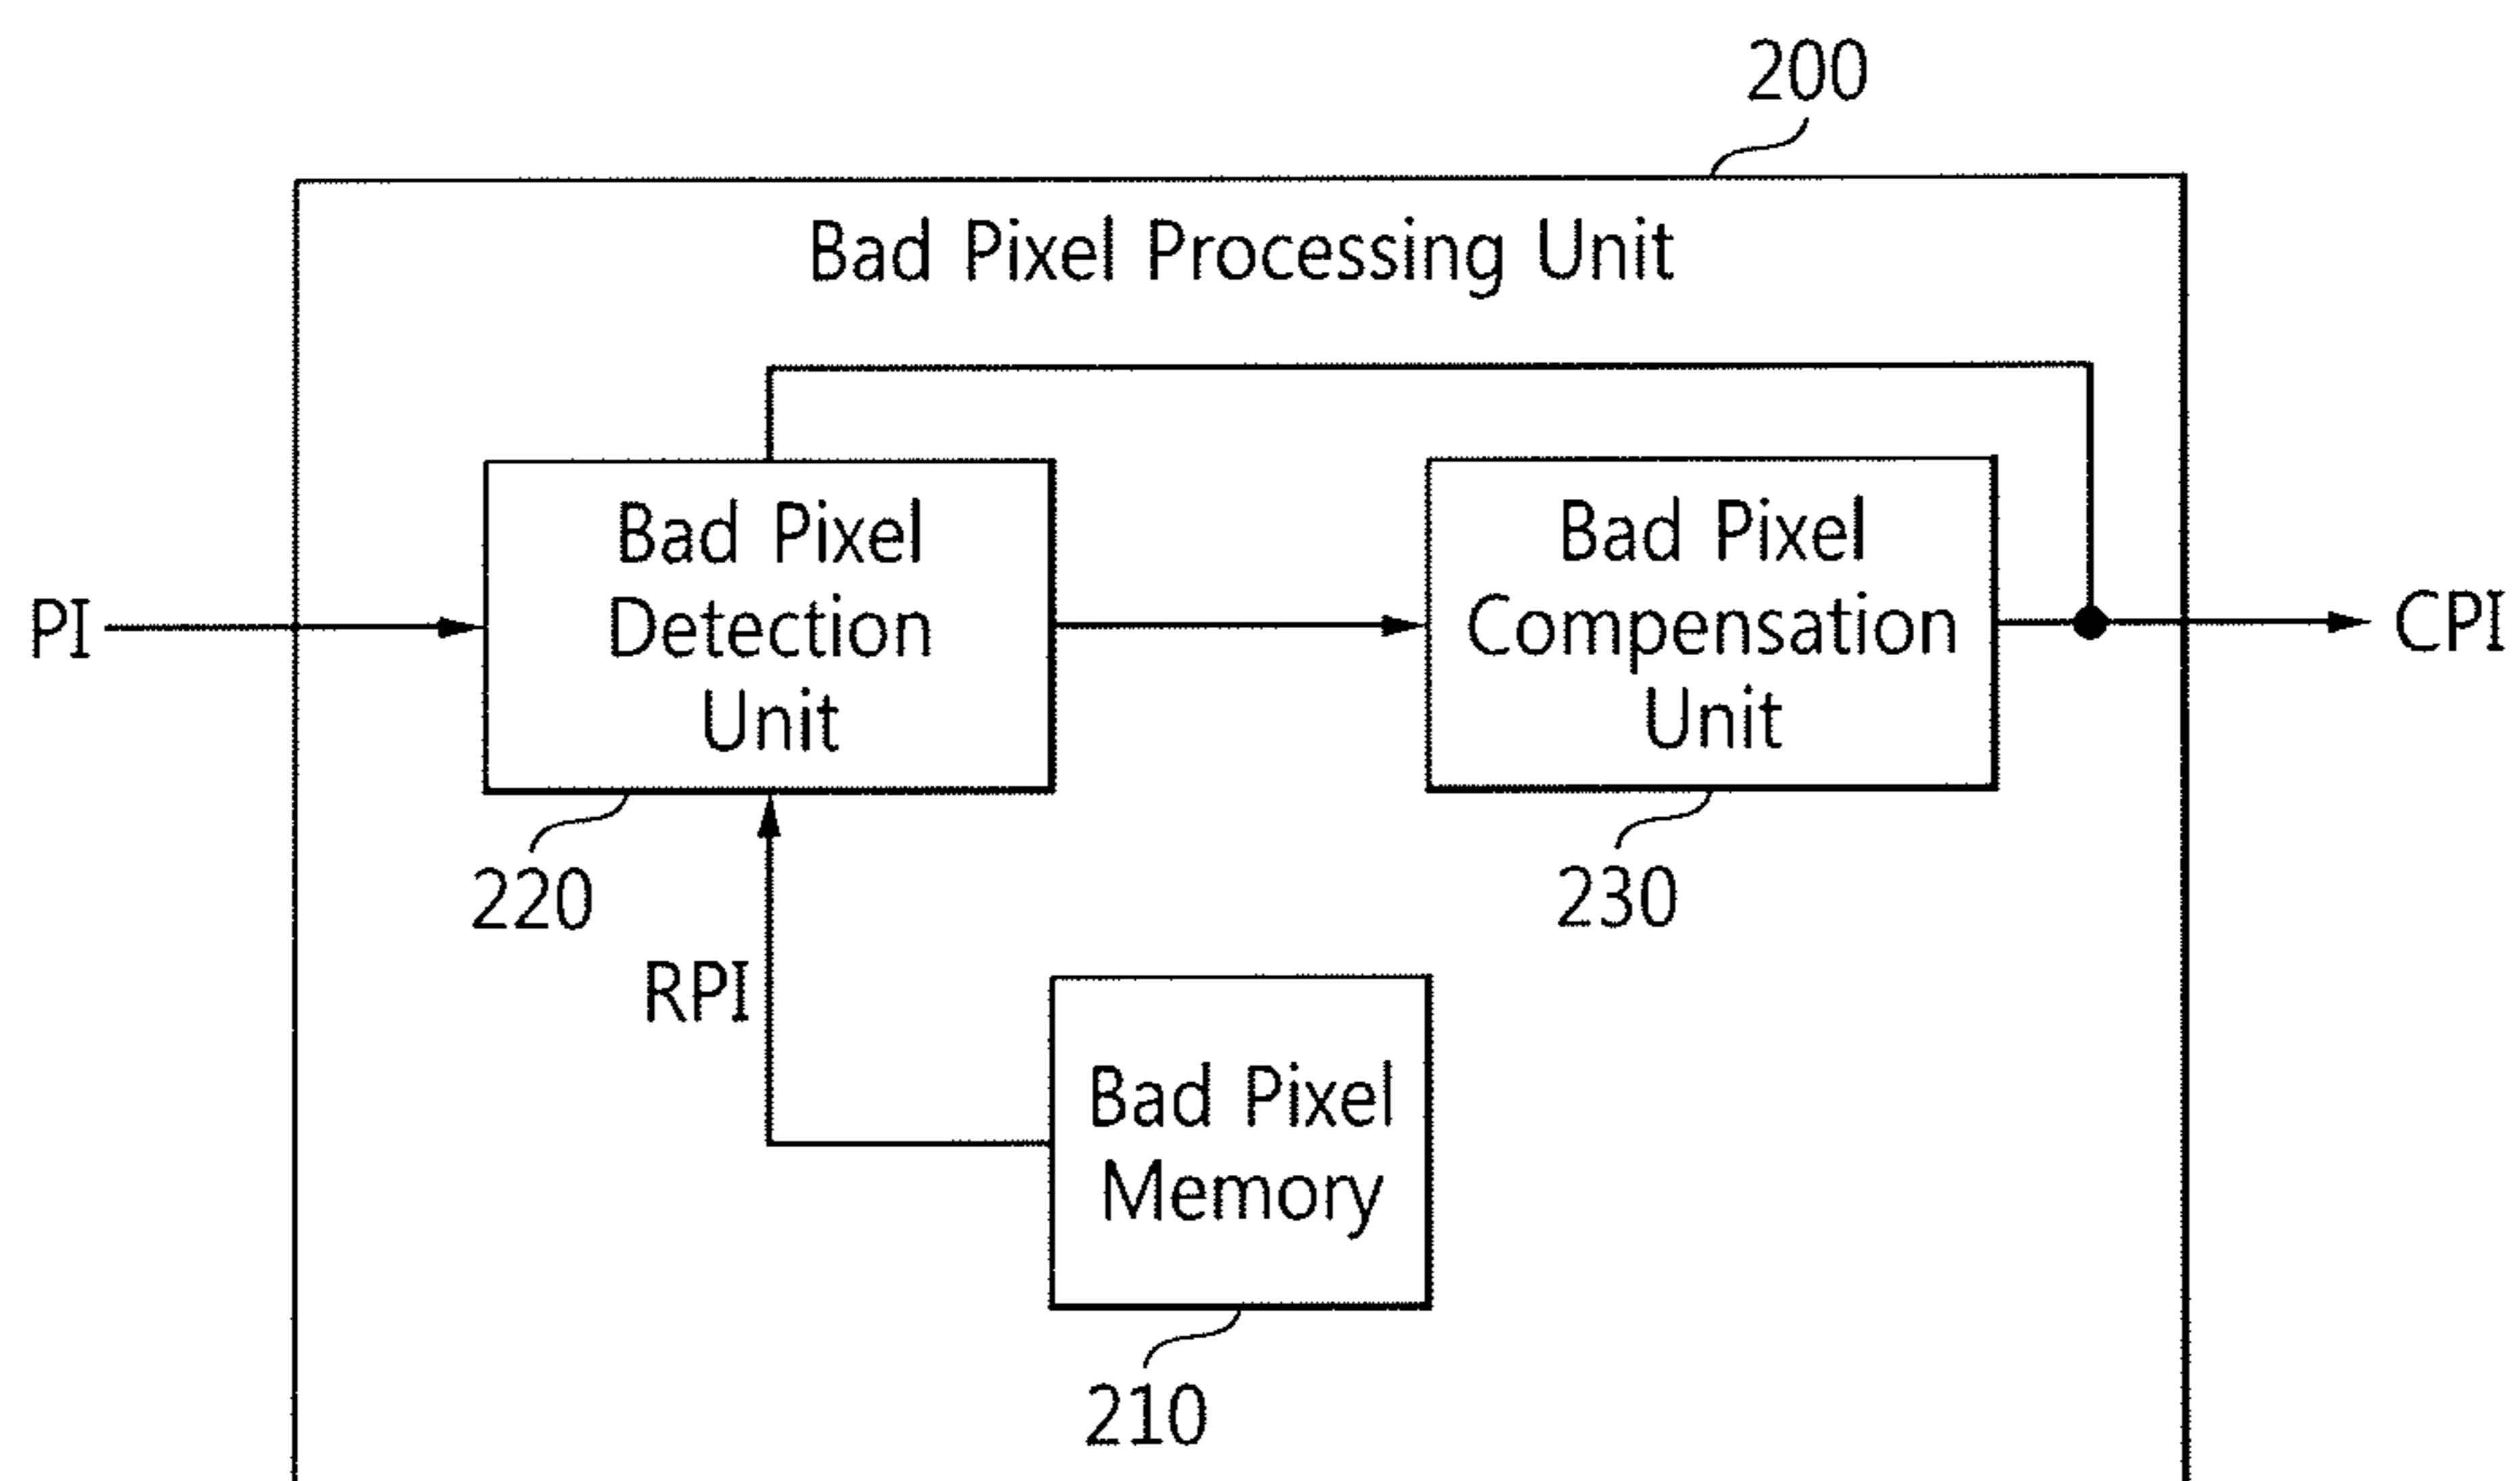 200
Bad Pixel Processing Unit
Bad Pixel
Detection
Unit
Bad Pixel
Compensation
Unit
PI
CPI
220
230
RPI
Bad Pixel
Memory
210